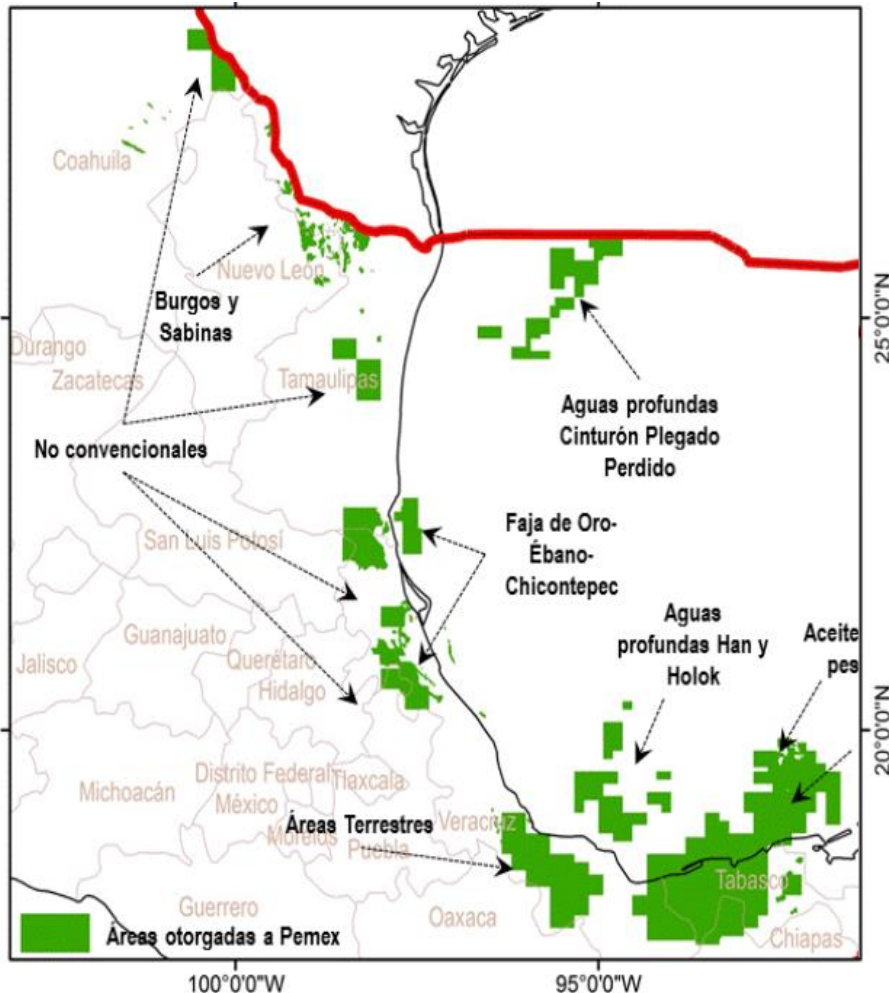 Coahuila
Nuevo León
Burgos y
Sabinas
Durango
Zacatecas
Tamaulipas
25°0'0"N
Aguas profundas
Cinturón Plegado
Perdido
No convencionales
San Luis Potosí
Faja de Oro-
Ébano-
Chicontepec
Guanajuato
Jalisco
Querétaro
Hidalgo
Aguas
profundas Han y
Holok
Aceite
pes
20°0'0"N
Michoacán
Distrito Federal
México
Tlaxcala
Morelos
Puebla
Áreas Terrestres
Veracruz
Tabasco
Guerrero
Oaxaca
Chiapas
Áreas otorgadas a Pemex
100°0'0"W
95°0'0"W